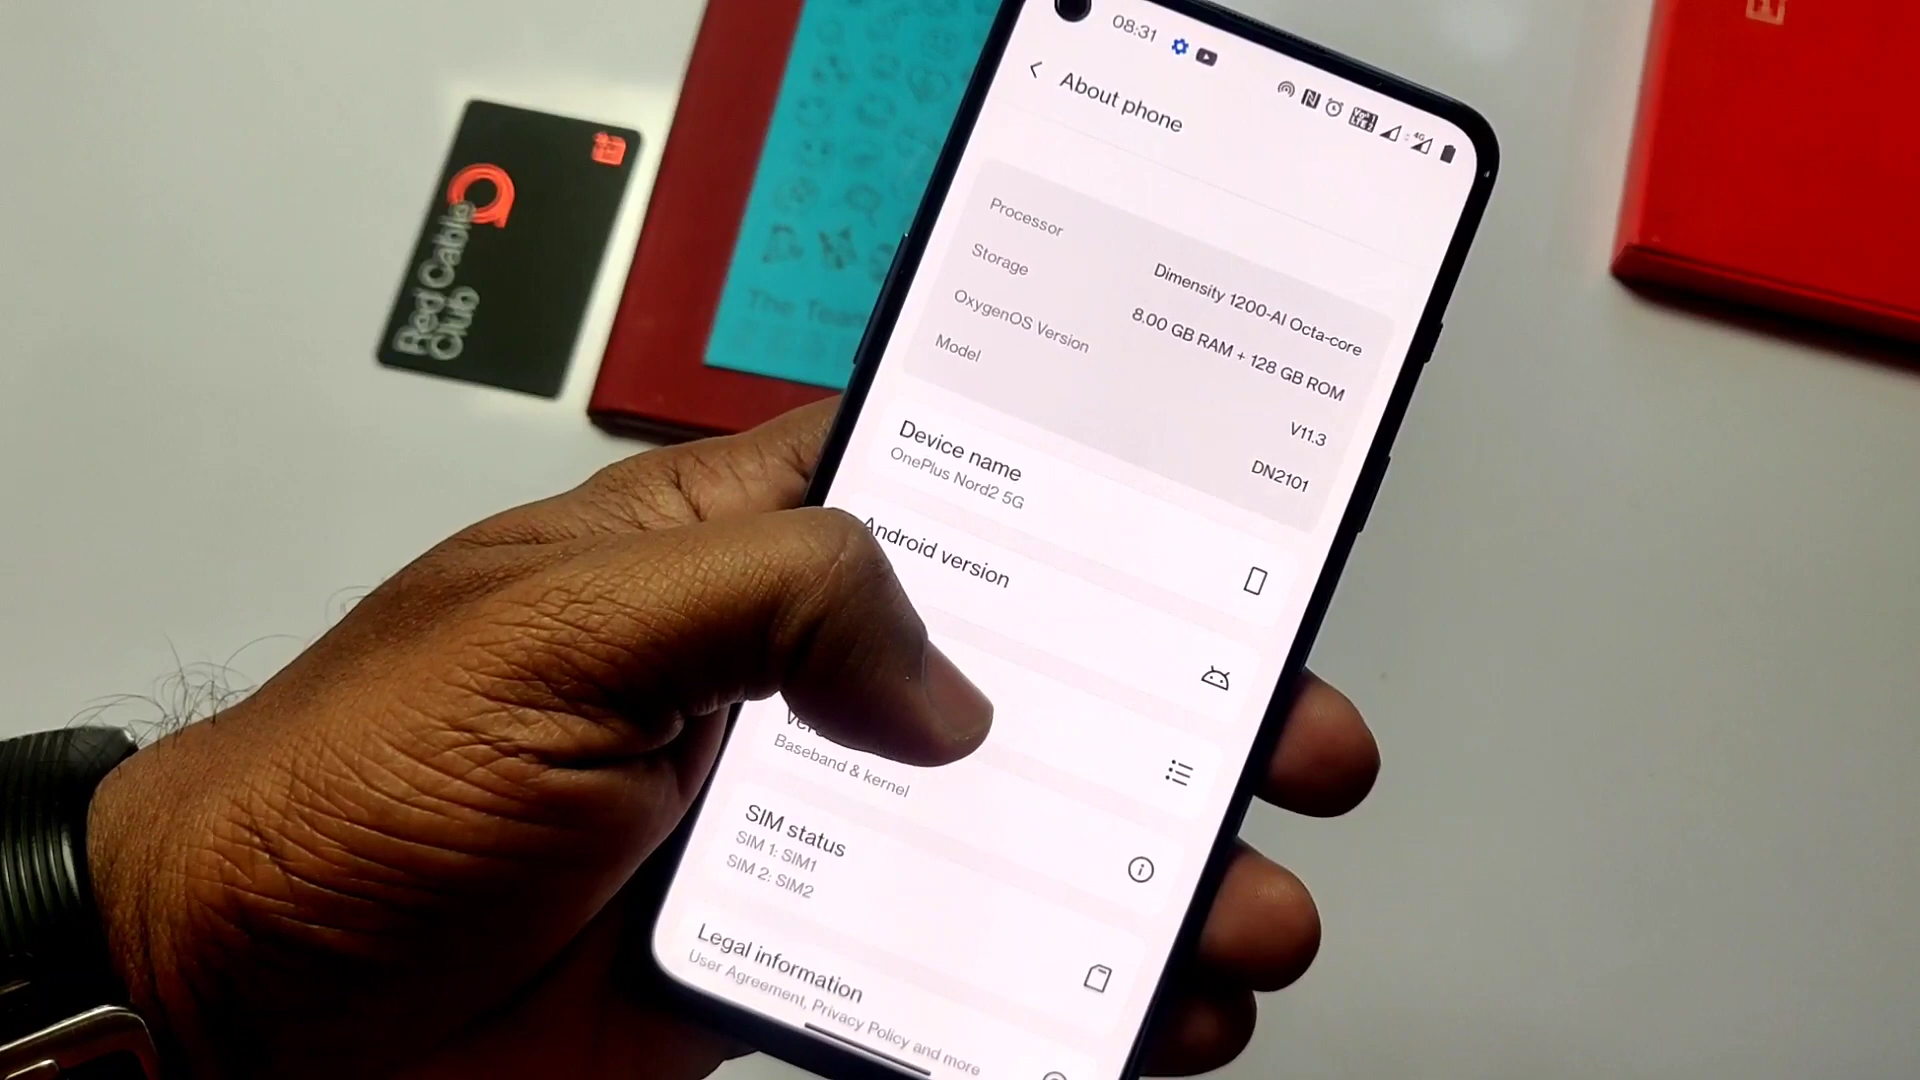 08:31
About phone
Processor
Dimensity 1200-AI Octa-core
Storage
8.00 GB RAM + 128 GB ROM
OxygenOS Version
V11.3
Model
DN2101
Device name
OnePlus Nord2 5G
Android version
Baseband & kernel
SIM status
SIM 1: SIM1
SIM 2: SIM2
Legal information
User Agreement, Privacy Policy and more
Red Cable
Club
The Team